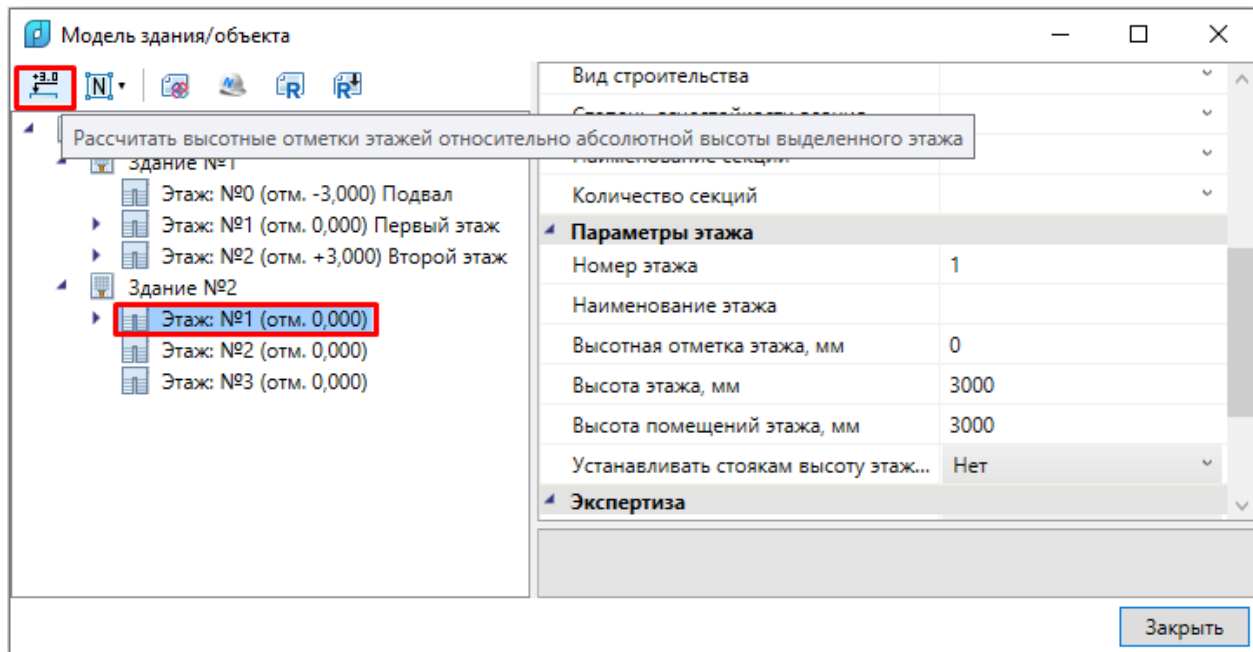 Модель здания/объекта
+3.0
N
R
R
Рассчитать высотные отметки этажей относительно абсолютной высоты выделенного этажа
Здание №1
Этаж: №0 (отм. -3,000) Подвал
Этаж: №1 (отм. 0,000) Первый этаж
Этаж: №2 (отм. +3,000) Второй этаж
Здание №2
Этаж: №1 (отм. 0,000)
Этаж: №2 (отм. 0,000)
Этаж: №3 (отм. 0,000)
Вид строительства
Наименование секции
Количество секций
Параметры этажа
Номер этажа 1
Наименование этажа
Высотная отметка этажа, мм 0
Высота этажа, мм 3000
Высота помещений этажа, мм 3000
Устанавливать стоякам высоту этаж... Нет
Экспертиза
Закрыть